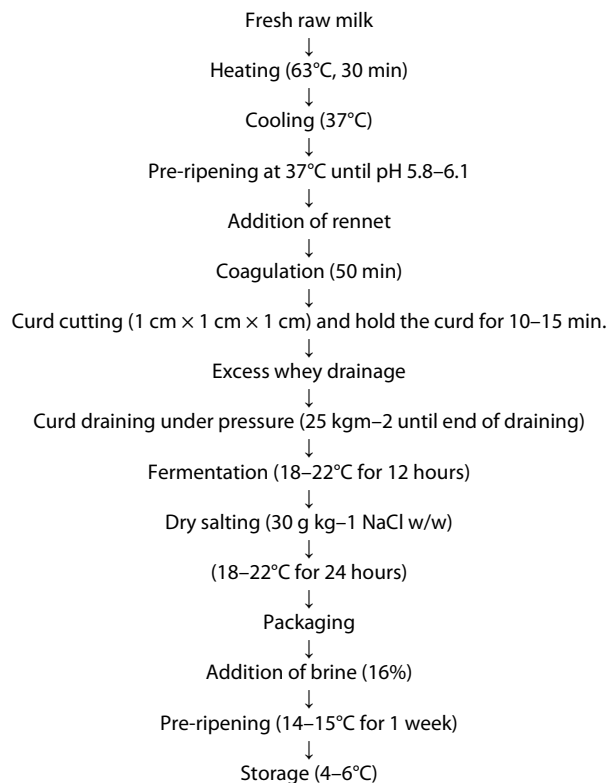 Fresh raw milk
↓
Heating (63°C, 30 min)
↓
Cooling (37°C)
↓
Pre-ripening at 37°C until pH 5.8–6.1
↓
Addition of rennet
↓
Coagulation (50 min)
↓
Curd cutting (1 cm × 1 cm × 1 cm) and hold the curd for 10–15 min.
↓
Excess whey drainage
↓
Curd draining under pressure (25 kgm–2 until end of draining)
↓
Fermentation (18–22°C for 12 hours)
↓
Dry salting (30 g kg–1 NaCl w/w)
↓
(18–22°C for 24 hours)
↓
Packaging
↓
Addition of brine (16%)
↓
Pre-ripening (14–15°C for 1 week)
↓
Storage (4–6°C)